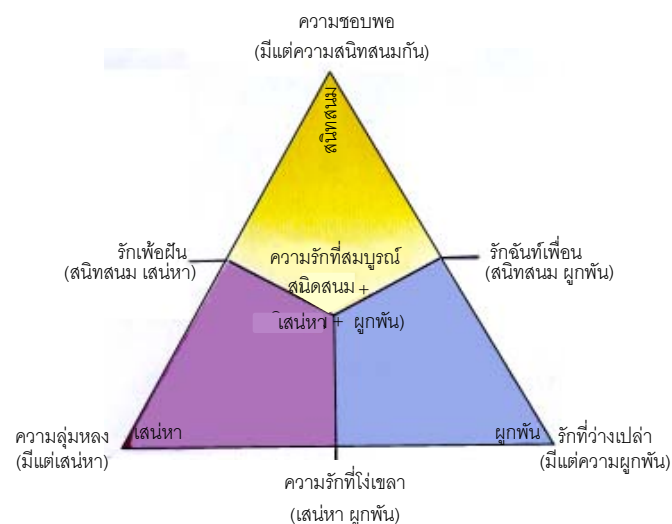 ความชอบพอ
(มีแต่ความสนิทสนมกัน)
สนิทสนม
รักเพ้อฝัน
(สนิทสนม เสน่หา)
ความรักที่สมบูรณ์
สนิดสนม +
เสน่หา + ผูกพัน)
รักฉันท์เพื่อน
(สนิทสนม ผูกพัน)
ความลุ่มหลง
(มีแต่เสน่หา)
เสน่หา
ผูกพัน
รักที่ว่างเปล่า
(มีแต่ความผูกพัน)
ความรักที่โง่เขลา
(เสน่หา ผูกพัน)